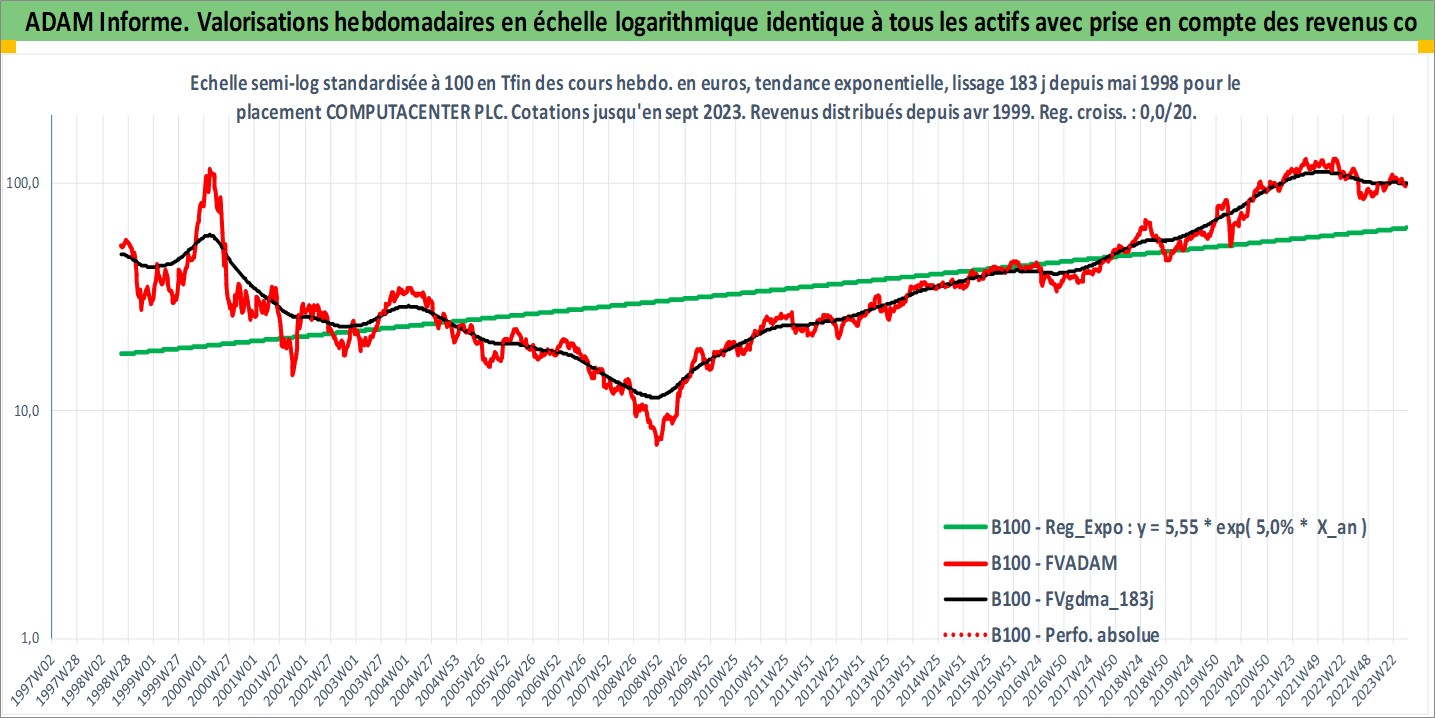 ADAM Informe. Valorisations hebdomadaires en échelle logarithmique identique à tous les actifs avec prise en compte des revenus co
Echelle semi-log standardisée à 100 en Tfin des cours hebdo. en euros, tendance exponentielle, lissage 183 j depuis mai 1998 pour le
placement COMPUTACENTER PLC. Cotations jusqu'en sept 2023. Revenus distribués depuis avr 1999. Reg. croiss. : 0,0/20.
100,0
10,0
1,0
B100 - Reg_Expo : y = 5,55 * exp( 5,0% * X_an )
B100 - FVADAM
B100 - FVgdma_183j
B100 - Perfo. absolue
1997W02
1997W28
1998W02
1998W28
1999W01
1999W27
2000W01
2000W27
2001W01
2001W27
2002W01
2002W27
2003W01
2003W27
2004W01
2004W27
2004W53
2005W26
2005W52
2006W26
2006W52
2007W26
2007W52
2008W26
2008W52
2009W26
2009W52
2010W25
2010W51
2011W25
2011W51
2012W25
2012W51
2013W25
2013W51
2014W25
2014W51
2015W25
2015W51
2016W24
2016W50
2017W24
2017W50
2018W24
2018W50
2019W24
2019W50
2020W24
2020W50
2021W23
2021W49
2022W22
2022W48
2023W22